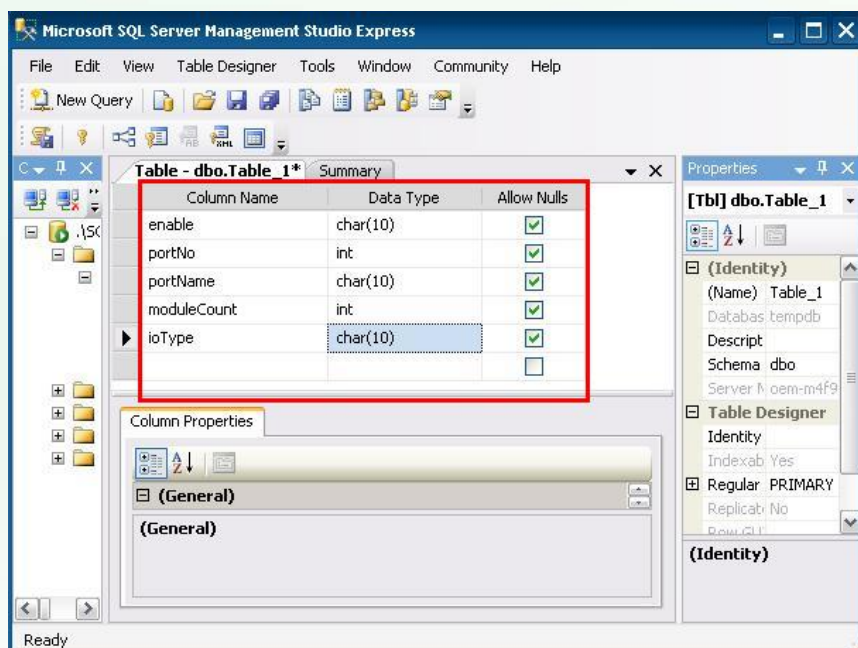 Microsoft SQL Server Management Studio Express
File Edit View Table Designer Tools Window Community Help
New Query
Table - dbo.Table_1* Summary
Column Name Data Type Allow Nulls
enable char(10)
portNo int
portName char(10)
moduleCount int
ioType char(10)
Column Properties
(General)
(General)
Properties
[Tbl] dbo.Table_1
(Identity)
(Name) Table_1
Databas tempdb
Descript
Schema dbo
Server oem-m4f9
Table Designer
Identity
Indexab Yes
Regular PRIMARY
Replicat No
(Identity)
Ready